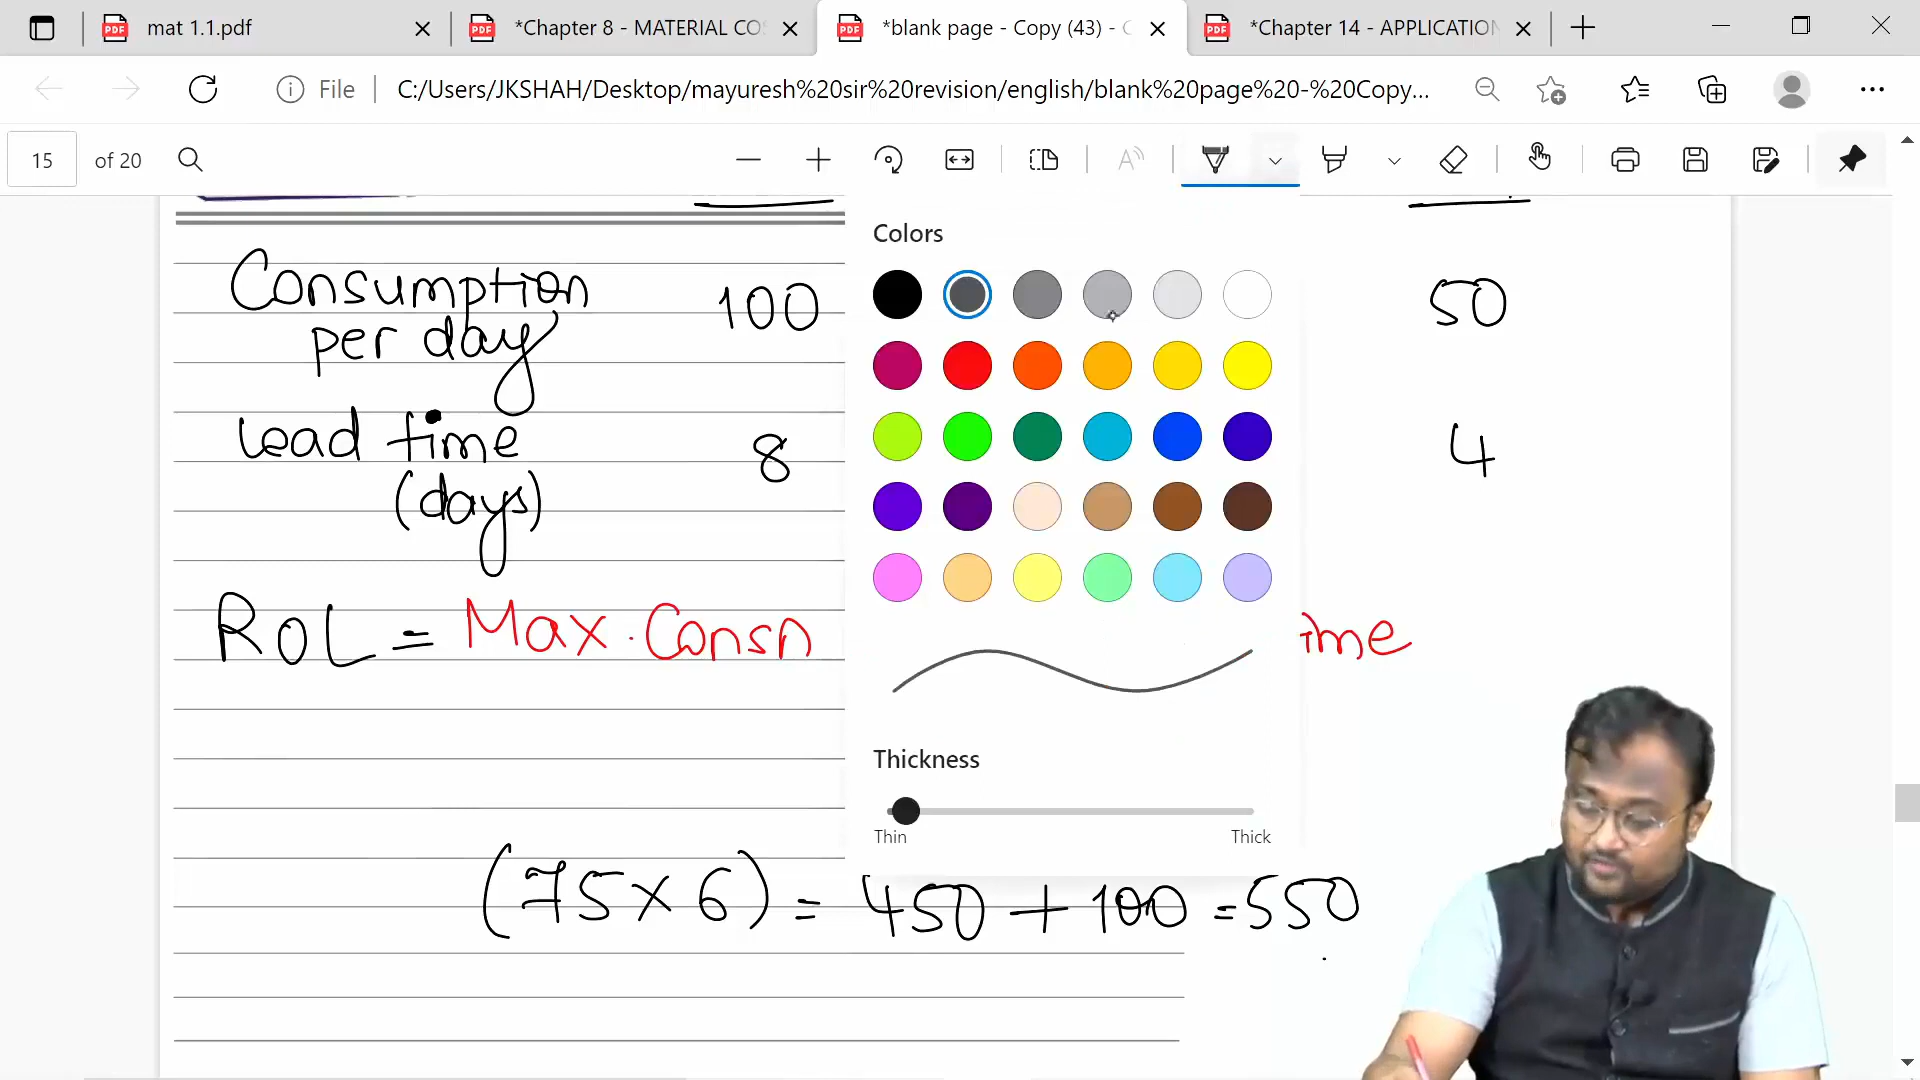 mat 1.1.pdf
*Chapter 8 - MATERIAL CO
*blank page - Copy (43) -
*Chapter 14 - APPLICATION
File
C:/Users/JKSHAH/Desktop/mayuresh%20sir%20revision/english/blank%20page%20-%20Copy...
15 of 20
Colors
Consumption per day 100 50
lead time (days) 8 4
ROL = Max. Consn ime
Thickness
Thin Thick
(75 x 6) = 450 + 100 = 550